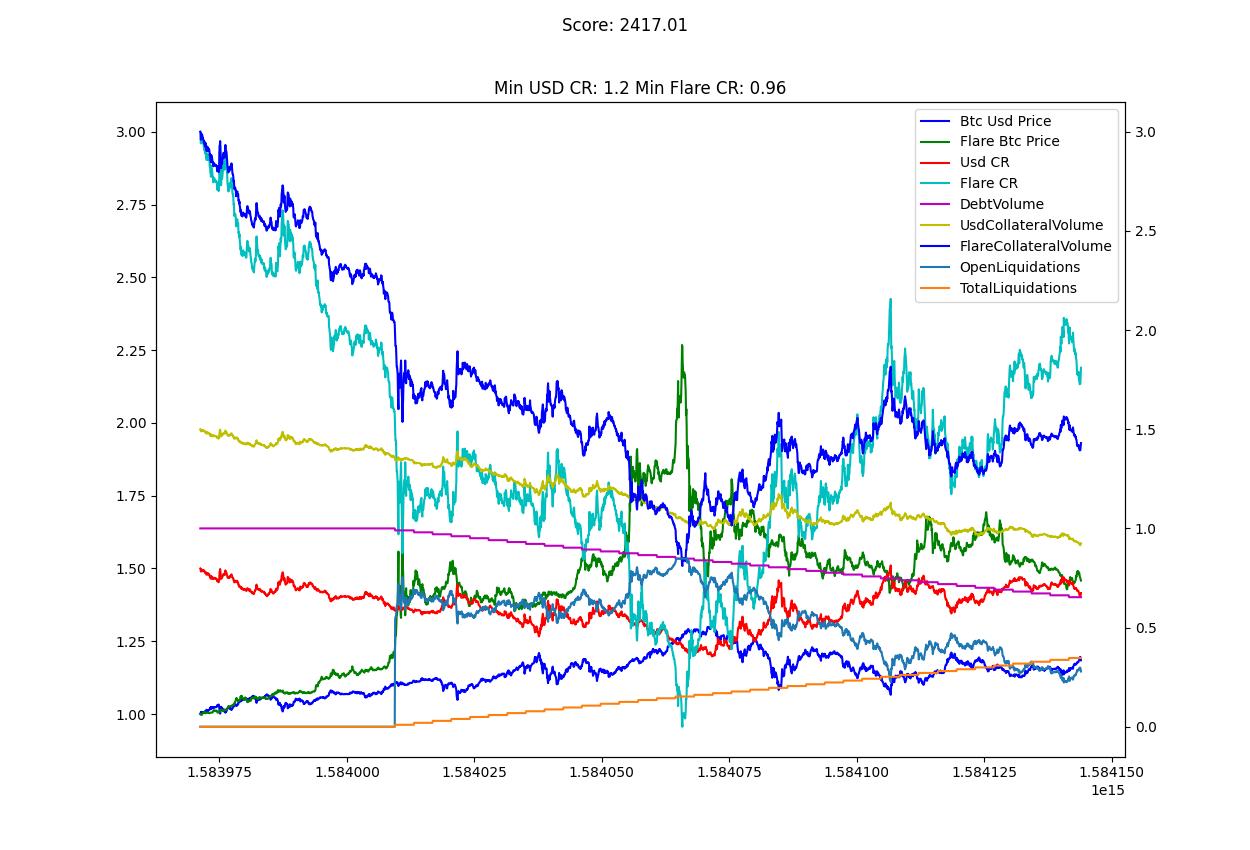 Score: 2417.01
Min USD CR: 1.2 Min Flare CR: 0.96
3.00
2.75
2.50
2.25
2.00
1.75
1.50
1.25
1.00
3.0
2.5
2.0
1.5
1.0
0.5
0.0
Btc Usd Price
Flare Btc Price
Usd CR
Flare CR
DebtVolume
UsdCollateralVolume
FlareCollateralVolume
OpenLiquidations
TotalLiquidations
1.583975 1.584000 1.584025 1.584050 1.584075 1.584100 1.584125 1.584150
1e15